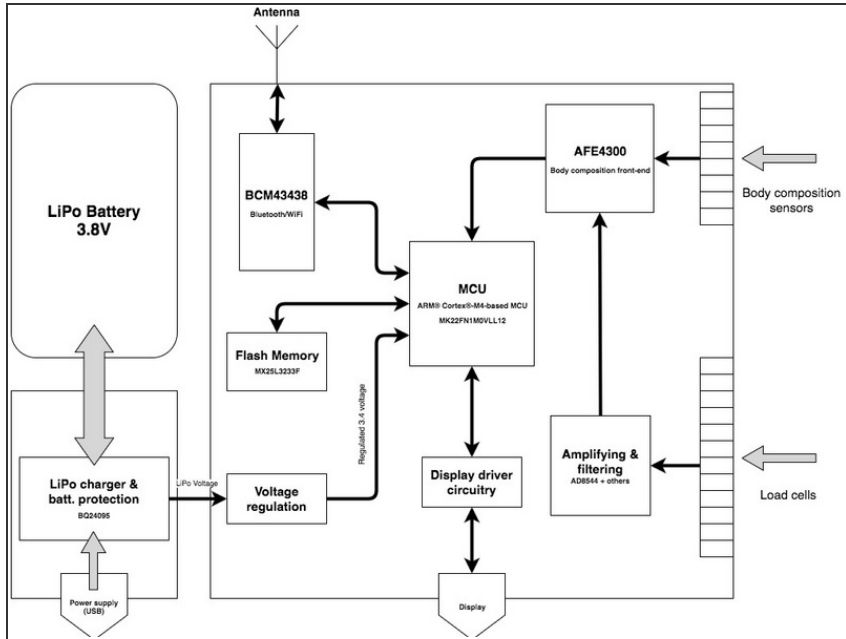 Antenna
LiPo Battery
3.8V
BCM43438
Bluetooth/WiFi
AFE4300
Body composition front-end
Body composition
sensors
MCU
ARM® Cortex®-M4-based MCU
MK22FN1M0VLL12
Flash Memory
MX25L3233F
Regulated 3.4 voltage
LiPo charger &
batt. protection
BQ24095
LiPo Voltage
Voltage
regulation
Display driver
circuitry
Amplifying &
filtering
AD8544 + others
Load cells
Power supply
(USB)
Display